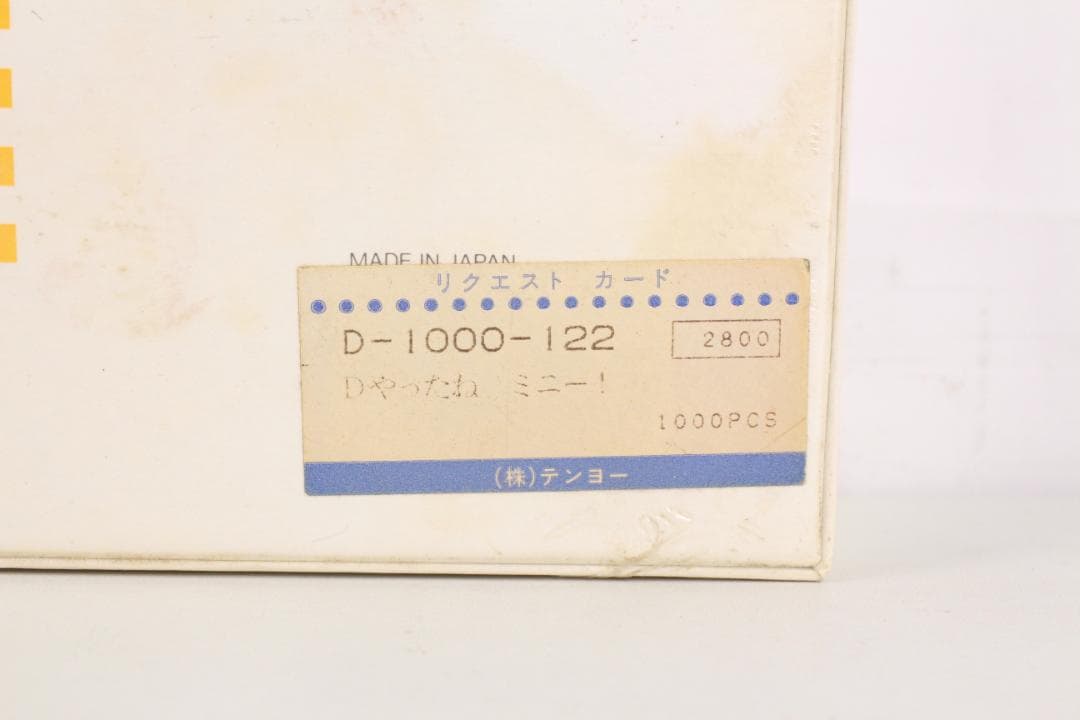 MADE IN JAPAN
リクエスト カード
D-1000-122
2800
Dやったね ミニー!
1000PCS
(株)テンヨー